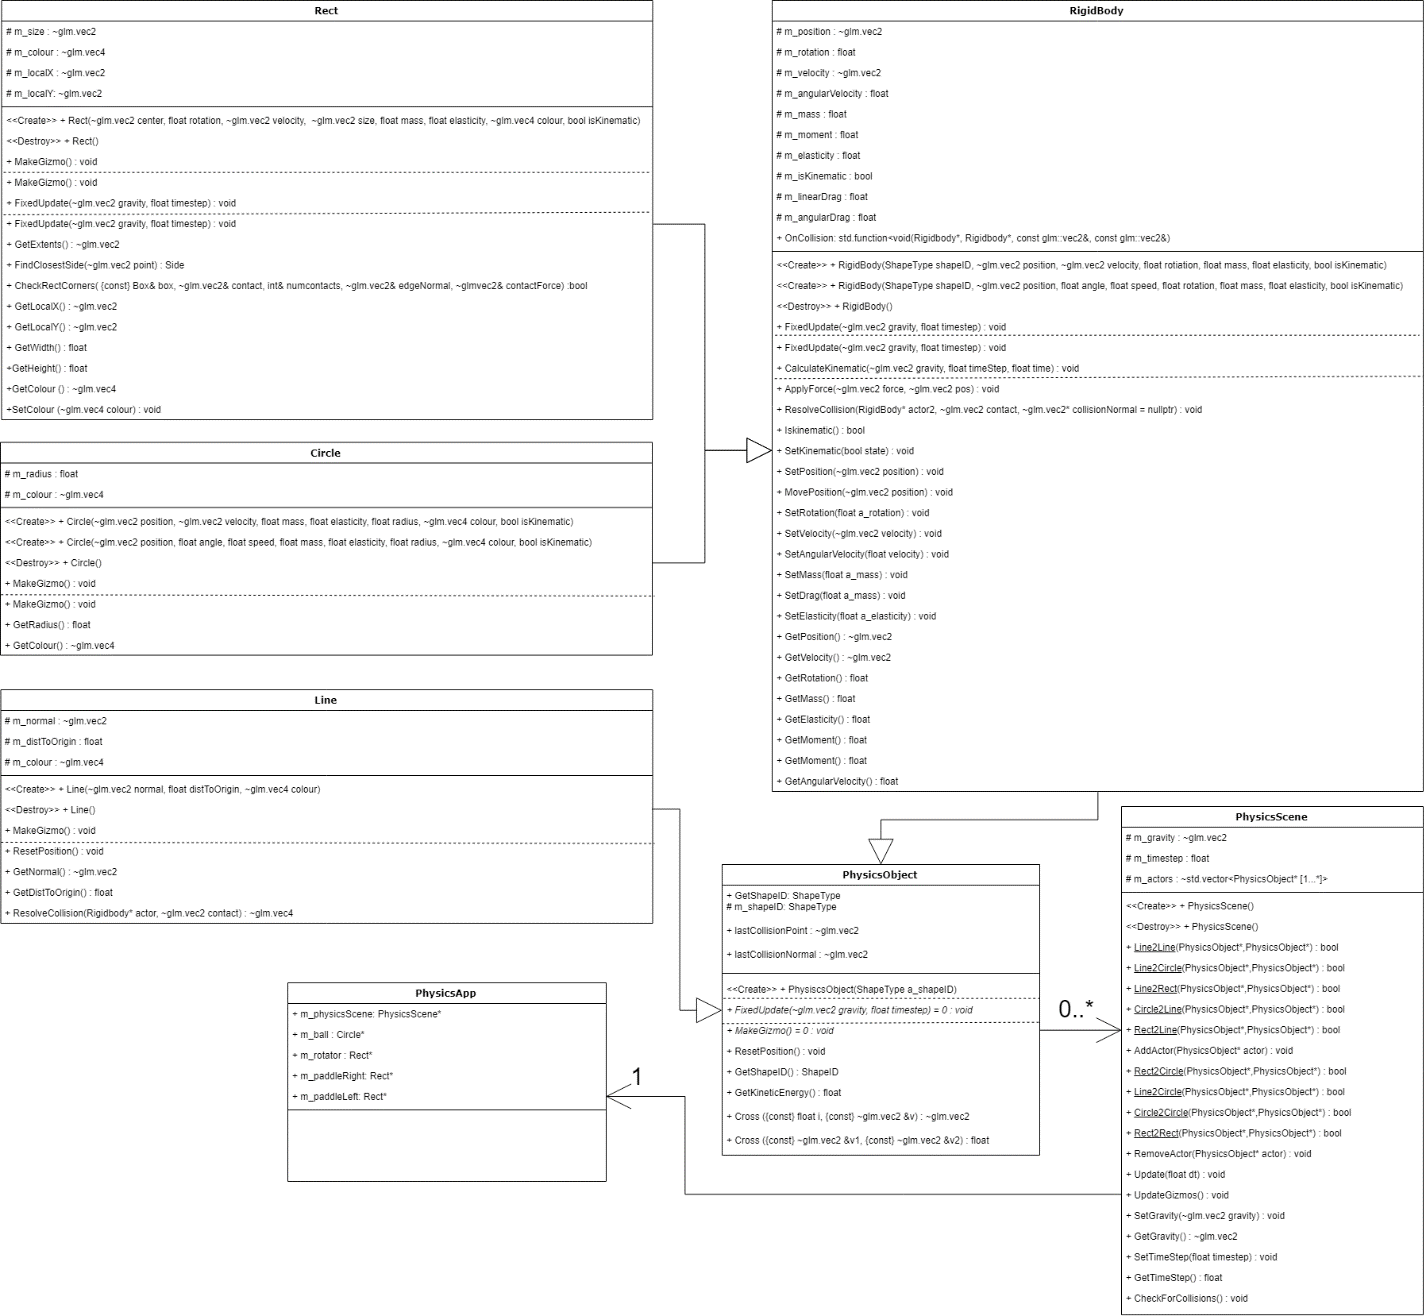 Rect
# m_size : ~glm.vec2
# m_colour : ~glm.vec4
# m_localX : ~glm.vec2
# m_localY: ~glm.vec2
<<Create>> + Rect(~glm.vec2 center, float rotation, ~glm.vec2 velocity, ~glm.vec2 size, float mass, float elasticity, ~glm.vec4 colour, bool isKinematic)
<<Destroy>> + Rect()
+ MakeGizmo() : void
+ MakeGizmo() : void
+ FixedUpdate(~glm.vec2 gravity, float timestep) : void
+ FixedUpdate(~glm.vec2 gravity, float timestep) : void
+ GetExtents() : ~glm.vec2
+ FindClosestSide(~glm.vec2 point) : Side
+ CheckRectCorners( {const} Box& box, ~glm.vec2& contact, int& numcontacts, ~glm.vec2& edgeNormal, ~glmvec2& contactForce) :bool
+ GetLocalX() : ~glm.vec2
+ GetLocalY() : ~glm.vec2
+ GetWidth() : float
+GetHeight() : float
+GetColour () : ~glm.vec4
+SetColour (~glm.vec4 colour) : void
RigidBody
# m_position : ~glm.vec2
# m_rotation : float
# m_velocity : ~glm.vec2
# m_angularVelocity : float
# m_mass : float
# m_moment : float
# m_elasticity : float
# m_isKinematic : bool
# m_linearDrag : float
# m_angularDrag : float
+ OnCollision: std.function<void(Rigidbody*, Rigidbody*, const glm::vec2&, const glm::vec2&)
<<Create>> + RigidBody(ShapeType shapeID, ~glm.vec2 position, ~glm.vec2 velocity, float rotiation, float mass, float elasticity, bool isKinematic)
<<Create>> + RigidBody(ShapeType shapeID, ~glm.vec2 position, float angle, float speed, float rotation, float mass, float elasticity, bool isKinematic)
<<Destroy>> + RigidBody()
+ FixedUpdate(~glm.vec2 gravity, float timestep) : void
+ FixedUpdate(~glm.vec2 gravity, float timestep) : void
+ CalculateKinematic(~glm.vec2 gravity, float timeStep, float time) : void
+ ApplyForce(~glm.vec2 force, ~glm.vec2 pos) : void
+ ResolveCollision(RigidBody* actor2, ~glm.vec2 contact, ~glm.vec2* collisionNormal = nullptr) : void
+ Iskinematic() : bool
+ SetKinematic(bool state) : void
+ SetPosition(~glm.vec2 position) : void
+ MovePosition(~glm.vec2 position) : void
+ SetRotation(float a_rotation) : void
+ SetVelocity(~glm.vec2 velocity) : void
+ SetAngularVelocity(float velocity) : void
+ SetMass(float a_mass) : void
+ SetDrag(float a_mass) : void
+ SetElasticity(float a_elasticity) : void
+ GetPosition() : ~glm.vec2
+ GetVelocity() : ~glm.vec2
+ GetRotation() : float
+ GetMass() : float
+ GetElasticity() : float
+ GetMoment() : float
+ GetMoment() : float
+ GetAngularVelocity() : float
Circle
# m_radius : float
# m_colour : ~glm.vec4
<<Create>> + Circle(~glm.vec2 position, ~glm.vec2 velocity, float mass, float elasticity, float radius, ~glm.vec4 colour, bool isKinematic)
<<Create>> + Circle(~glm.vec2 position, float angle, float speed, float mass, float elasticity, float radius, ~glm.vec4 colour, bool isKinematic)
<<Destroy>> + Circle()
+ MakeGizmo() : void
+ MakeGizmo() : void
+ GetRadius() : float
+ GetColour() : ~glm.vec4
Line
# m_normal : ~glm.vec2
# m_distToOrigin : float
# m_colour : ~glm.vec4
<<Create>> + Line(~glm.vec2 normal, float distToOrigin, ~glm.vec4 colour)
<<Destroy>> + Line()
+ MakeGizmo() : void
+ ResetPosition() : void
+ GetNormal() : ~glm.vec2
+ GetDistToOrigin() : float
+ ResolveCollision(Rigidbody* actor, ~glm.vec2 contact) : ~glm.vec4
PhysicsObject
+ GetShapeID: ShapeType
# m_shapeID: ShapeType
+ lastCollisionPoint : ~glm.vec2
+ lastCollisionNormal : ~glm.vec2
<<Create>> + PhysiscsObject(ShapeType a_shapeID)
+ FixedUpdate(~glm.vec2 gravity, float timestep) = 0 : void
+ MakeGizmo() = 0 : void
+ ResetPosition() : void
+ GetShapeID() : ShapeID
+ GetKineticEnergy() : float
+ Cross ({const} float i, {const} ~glm.vec2 &v) : ~glm.vec2
+ Cross ({const} ~glm.vec2 &v1, {const} ~glm.vec2 &v2) : float
0..*
PhysicsScene
# m_gravity : ~glm.vec2
# m_timestep : float
# m_actors : ~std.vector<PhysicsObject* [1...*]>
<<Create>> + PhysicsScene()
<<Destroy>> + PhysicsScene()
+ Line2Line(PhysicsObject*,PhysicsObject*) : bool
+ Line2Circle(PhysicsObject*,PhysicsObject*) : bool
+ Line2Rect(PhysicsObject*,PhysicsObject*) : bool
+ Circle2Line(PhysicsObject*,PhysicsObject*) : bool
+ Rect2Line(PhysicsObject*,PhysicsObject*) : bool
+ AddActor(PhysicsObject* actor) : void
+ Rect2Circle(PhysicsObject*,PhysicsObject*) : bool
+ Line2Circle(PhysicsObject*,PhysicsObject*) : bool
+ Circle2Circle(PhysicsObject*,PhysicsObject*) : bool
+ Rect2Rect(PhysicsObject*,PhysicsObject*) : bool
+ RemoveActor(PhysicsObject* actor) : void
+ Update(float dt) : void
+ UpdateGizmos() : void
+ SetGravity(~glm.vec2 gravity) : void
+ GetGravity() : ~glm.vec2
+ SetTimeStep(float timestep) : void
+ GetTimeStep() : float
+ CheckForCollisions() : void
PhysicsApp
+ m_physicsScene: PhysicsScene*
+ m_ball : Circle*
+ m_rotator : Rect*
+ m_paddleRight: Rect*
+ m_paddleLeft: Rect*
1